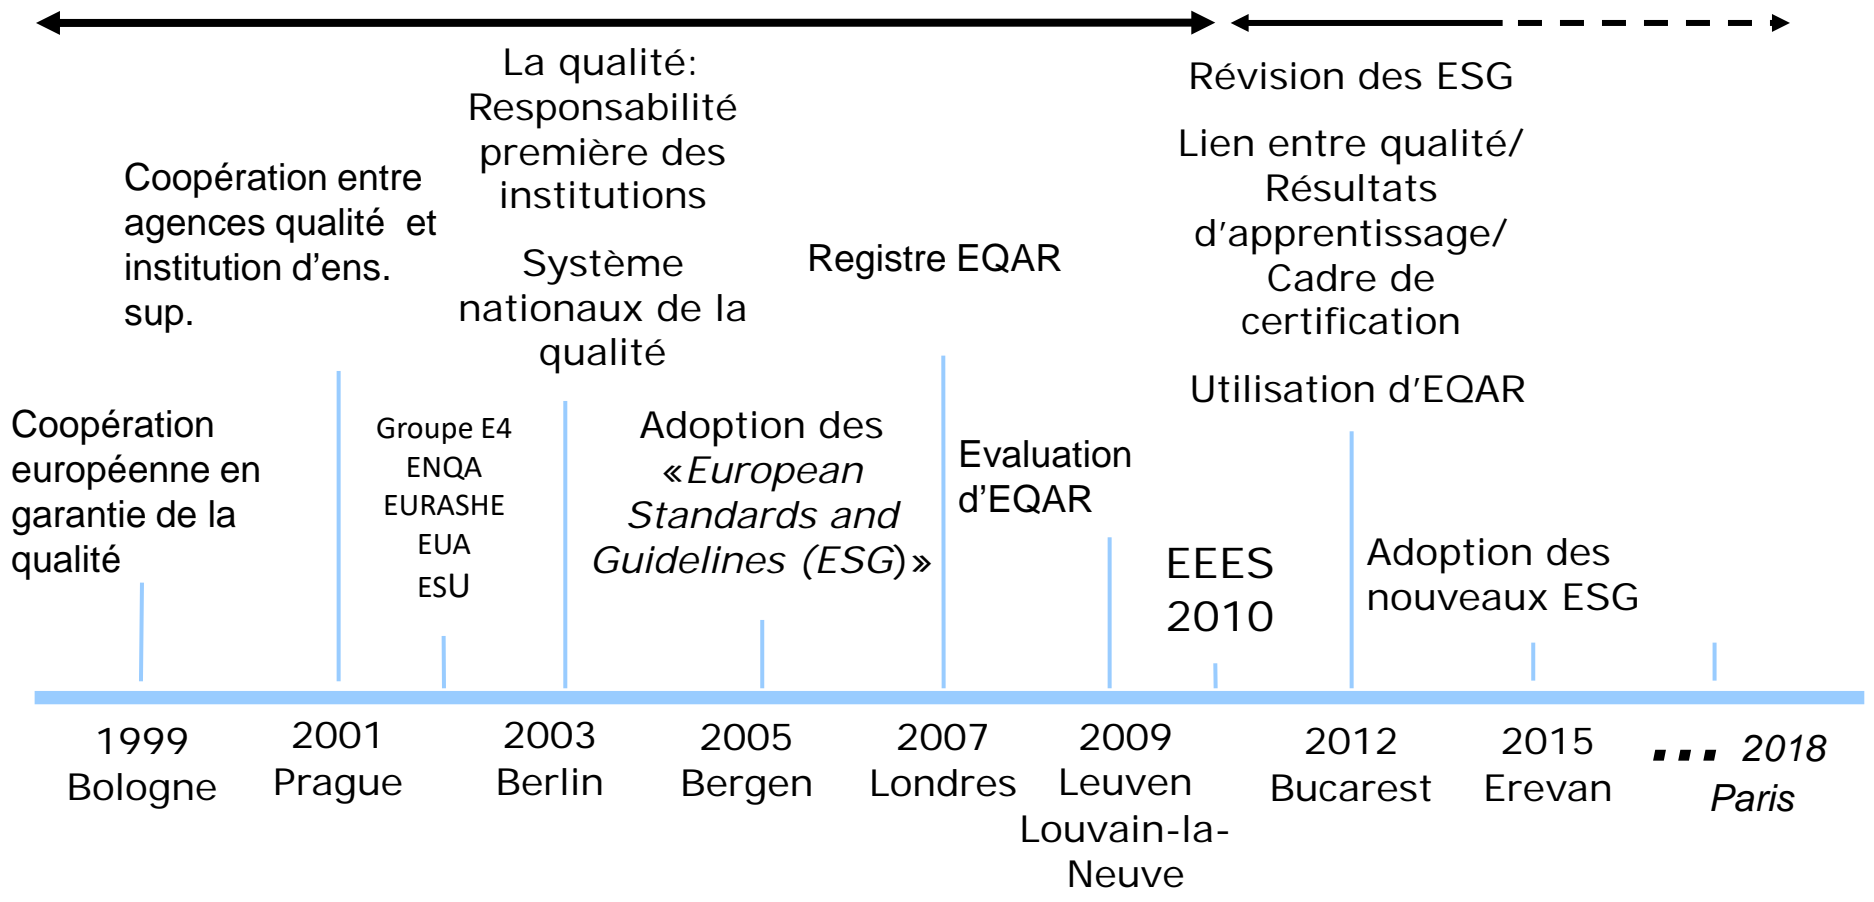 Coopération
européenne en
garantie de la
qualité
Coopération entre
agences qualité et
institution d'ens.
sup.
Groupe E4
ENQA
EURASHE
EUA
ESU
La qualité:
Responsabilité
première des
institutions
Système
nationaux de la
qualité
Adoption des
«European
Standards and
Guidelines (ESG)»
Registre EQAR
Evaluation
d'EQAR
EEES
2010
Révision des ESG
Lien entre qualité/
Résultats
d'apprentissage/
Cadre de
certification
Utilisation d'EQAR
Adoption des
nouveaux ESG
1999
Bologne
2001
Prague
2003
Berlin
2005
Bergen
2007
Londres
2009
Leuven
Louvain-la-
Neuve
2012
Bucarest
2015
Erevan
... 2018
Paris